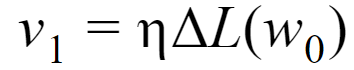 v₁ = ηΔL(w₀)